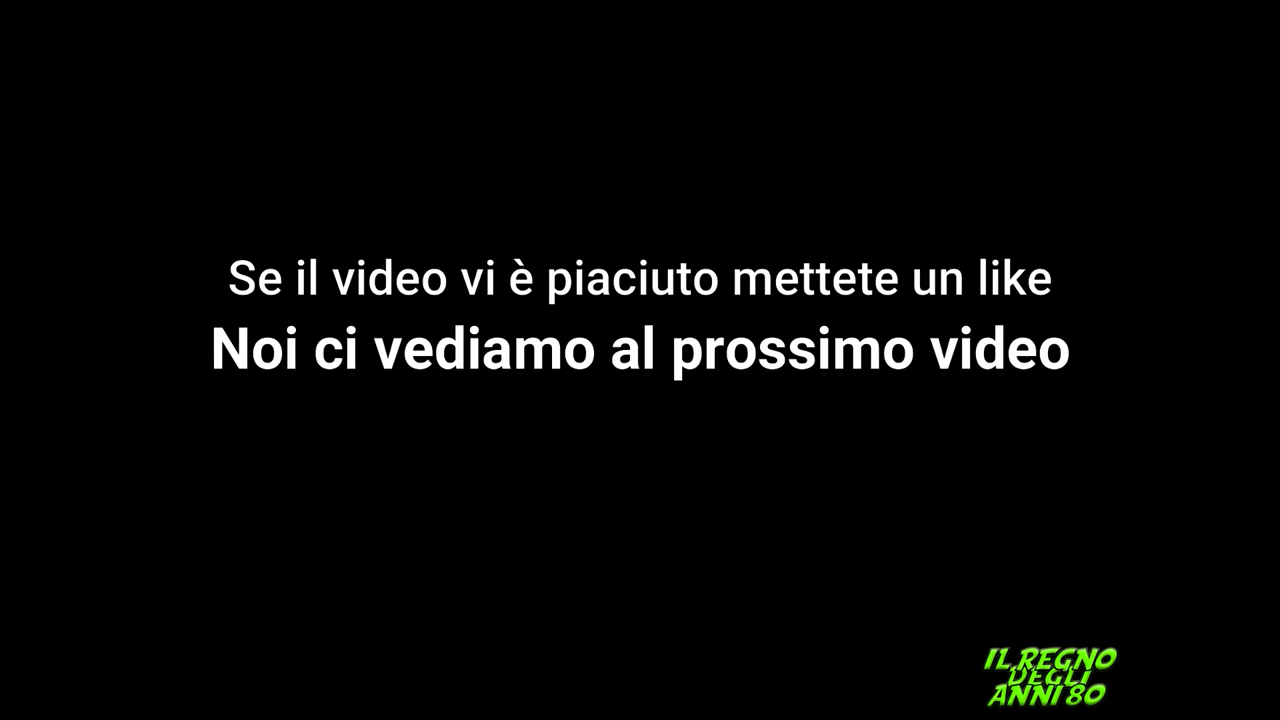 Se il video vi è piaciuto mettete un like
Noi ci vediamo al prossimo video
IL REGNO
DEGLI
ANNI 80